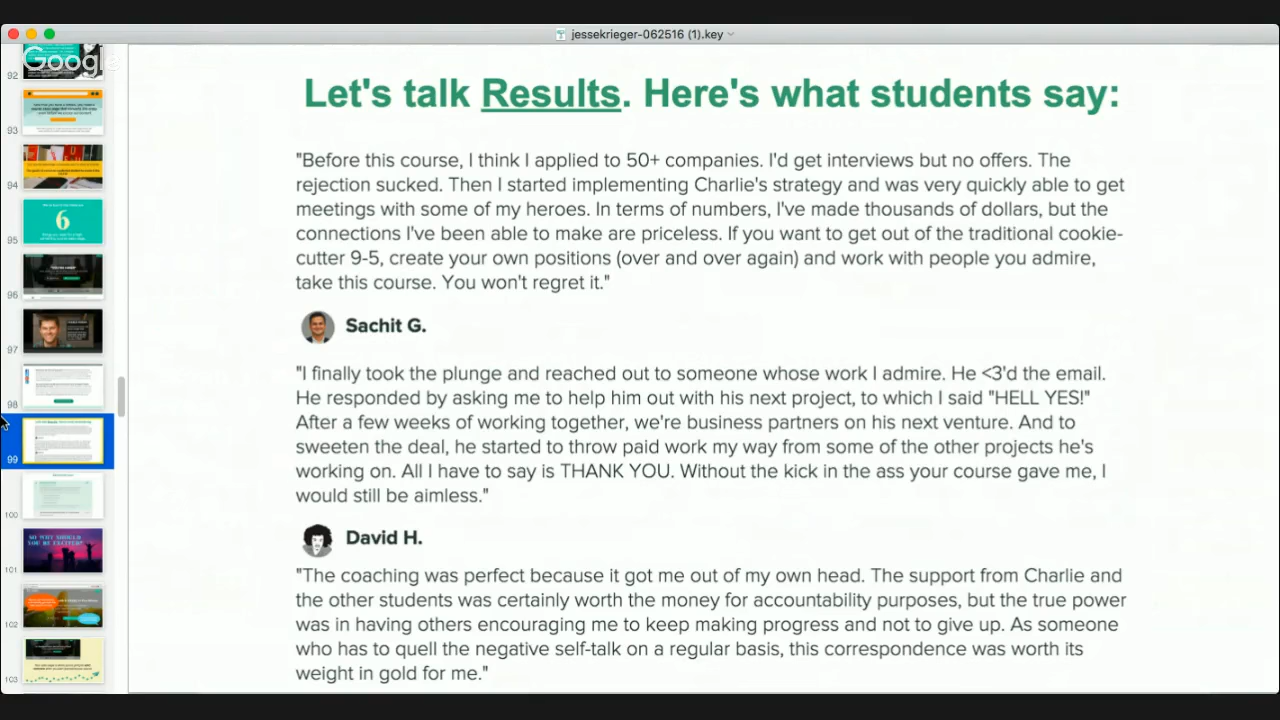 jessekrieger-062516 (1).key
Google
92
93
94
95
6
96
97
98
99
100
101
SO WHY SHOULD
YOU BE EXCITED?
102
103
Let's talk Results. Here's what students say:
"Before this course, I think I applied to 50+ companies. I'd get interviews but no offers. The
rejection sucked. Then I started implementing Charlie's strategy and was very quickly able to get
meetings with some of my heroes. In terms of numbers, I've made thousands of dollars, but the
connections I've been able to make are priceless. If you want to get out of the traditional cookie-
cutter 9-5, create your own positions (over and over again) and work with people you admire,
take this course. You won't regret it."
Sachit G.
"I finally took the plunge and reached out to someone whose work I admire. He <3'd the email.
He responded by asking me to help him out with his next project, to which I said "HELL YES!"
After a few weeks of working together, we're business partners on his next venture. And to
sweeten the deal, he started to throw paid work my way from some of the other projects he's
working on. All I have to say is THANK YOU. Without the kick in the ass your course gave me, I
would still be aimless."
David H.
"The coaching was perfect because it got me out of my own head. The support from Charlie and
the other students was certainly worth the money for accountability purposes, but the true power
was in having others encouraging me to keep making progress and not to give up. As someone
who has to quell the negative self-talk on a regular basis, this correspondence was worth its
weight in gold for me."